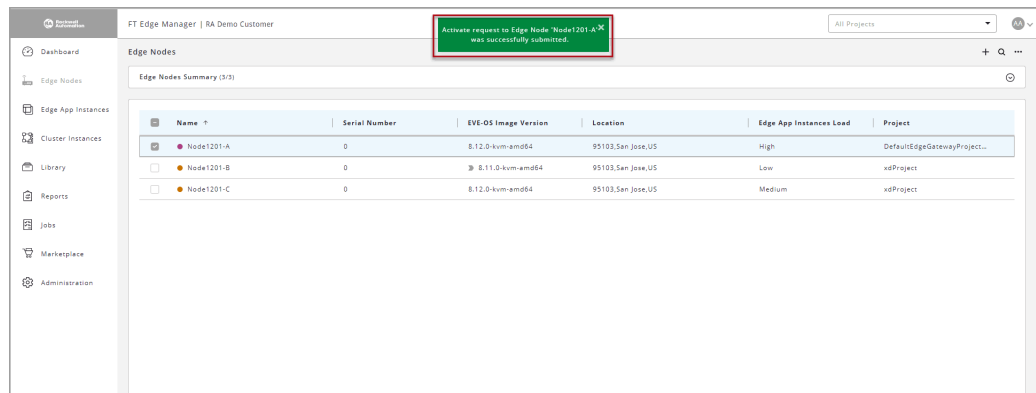 Rockwell Automation
FT Edge Manager | RA Demo Customer
Activate request to Edge Node 'Node1201-A' was successfully submitted.
All Projects
AA
Dashboard
Edge Nodes
Edge App Instances
Cluster Instances
Library
Reports
Jobs
Marketplace
Administration
Edge Nodes
Edge Nodes Summary (3/3)
Name ↑ Serial Number EVE-OS Image Version Location Edge App Instances Load Project
Node1201-A 0 8.12.0-kvm-amd64 95103,San Jose,US High DefaultEdgeGatewayProject...
Node1201-B 0 8.11.0-kvm-amd64 95103,San Jose,US Low xdProject
Node1201-C 0 8.12.0-kvm-amd64 95103,San Jose,US Medium xdProject